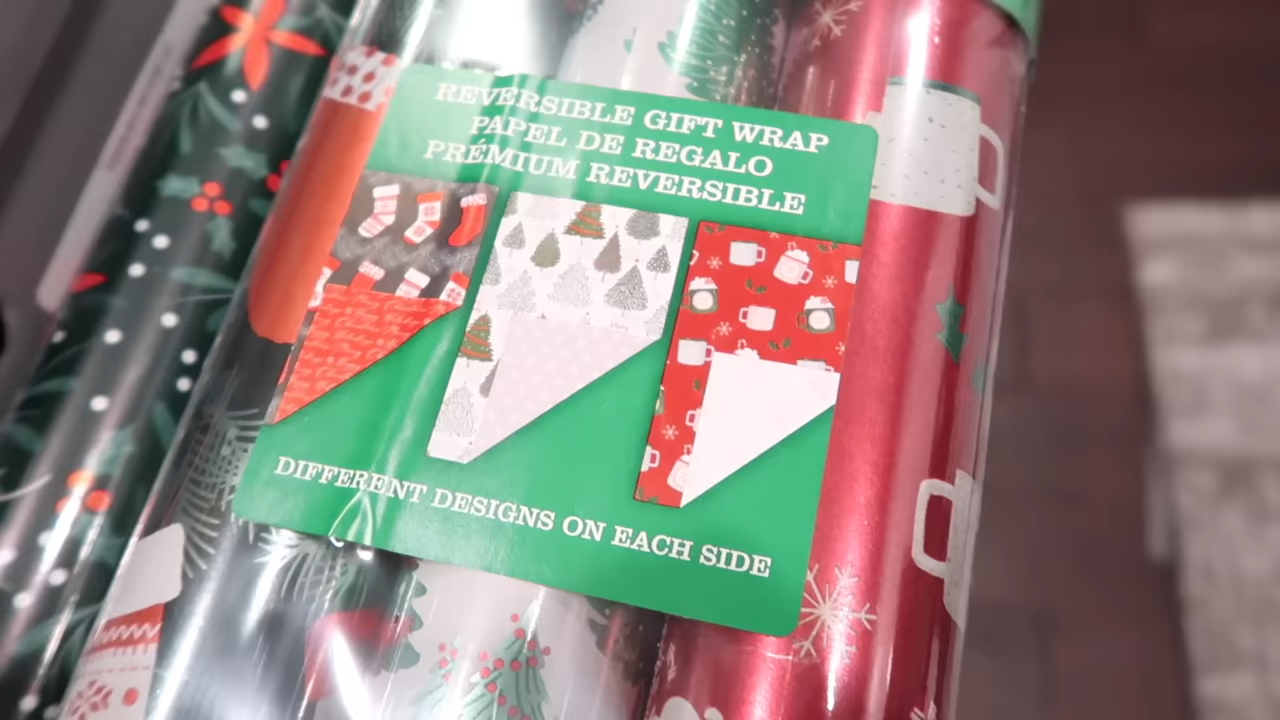 REVERSIBLE GIFT WRAP
PAPEL DE REGALO
PRÉMIUM REVERSIBLE
DIFFERENT DESIGNS ON EACH SIDE